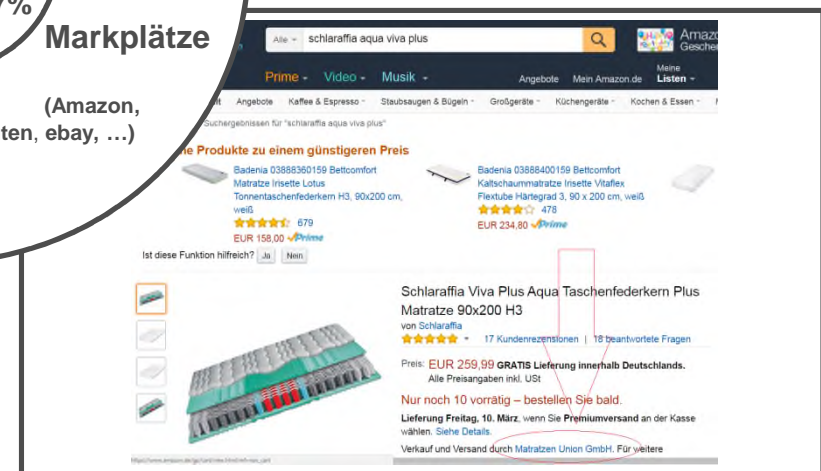 %
Markplätze
(Amazon,
ten, ebay, …)
Alle schlaraffia aqua viva plus
Prime Video Musik
Angebote Mein Amazon.de Meine Listen
Angebote Kaffee & Espresso Staubsaugen & Bügeln Großgeräte Küchengeräte Kochen & Essen
Suchergebnissen für "schlaraffia aqua viva plus"
he Produkte zu einem günstigeren Preis
Badenia 03888360159 Bettcomfort
Matratze Irisette Lotus
Tonnentaschenfederkern H3, 90x200 cm,
weiß
679
EUR 158,00 Prime
Badenia 03888400159 Bettcomfort
Kaltschaummatratze Irisette Vitaflex
Flextube Härtegrad 3, 90 x 200 cm, weiß
478
EUR 234,80 Prime
Ist diese Funktion hilfreich? Ja Nein
Schlaraffia Viva Plus Aqua Taschenfederkern Plus
Matratze 90x200 H3
von Schlaraffia
17 Kundenrezensionen | 18 beantwortete Fragen
Preis: EUR 259,99 GRATIS Lieferung innerhalb Deutschlands.
Alle Preisangaben inkl. USt
Nur noch 10 vorrätig – bestellen Sie bald.
Lieferung Freitag, 10. März, wenn Sie Premiumversand an der Kasse
wählen. Siehe Details.
Verkauf und Versand durch Matratzen Union GmbH. Für weitere